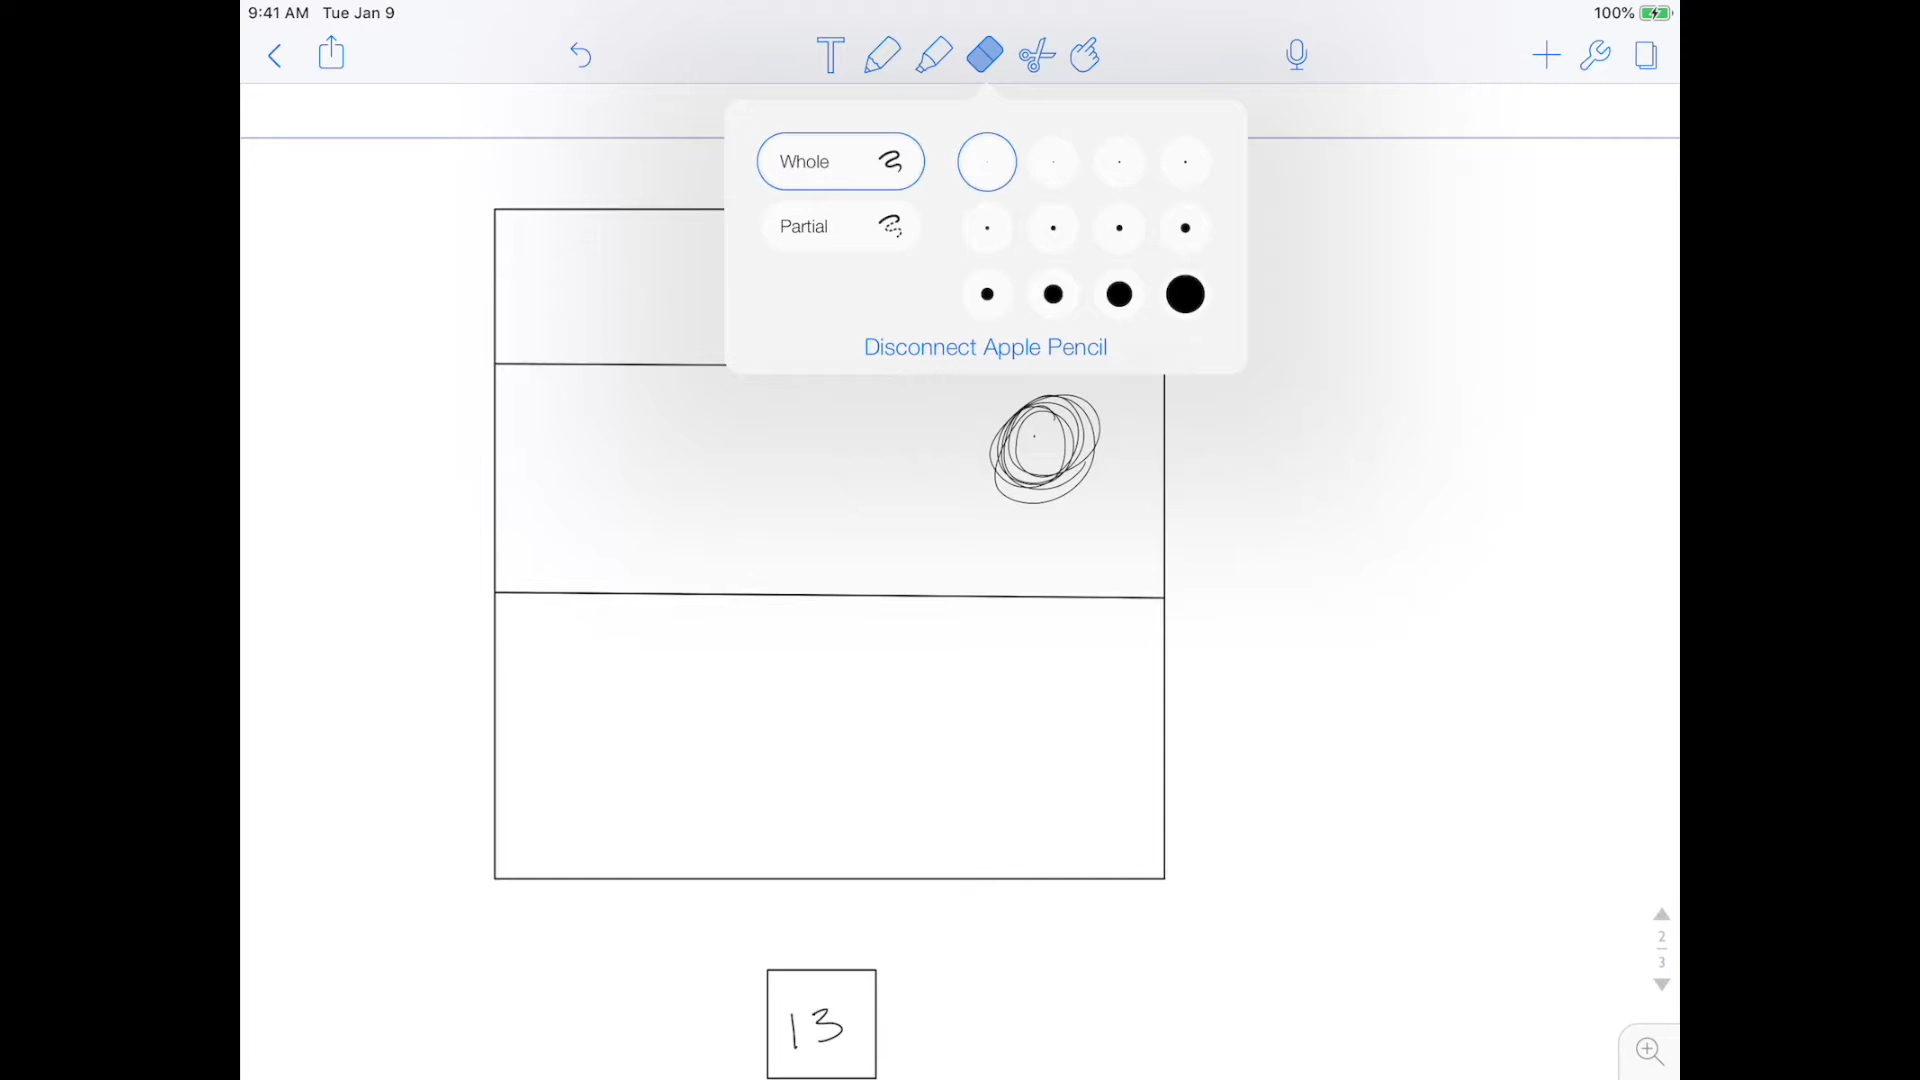 9:41 AM Tue Jan 9
100%
Whole
Partial
Disconnect Apple Pencil
2
3
13